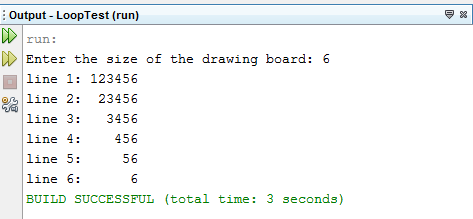 Output - LoopTest (run)
run:
Enter the size of the drawing board: 6
line 1: 123456
line 2:  23456
line 3:   3456
line 4:    456
line 5:     56
line 6:      6
BUILD SUCCESSFUL (total time: 3 seconds)